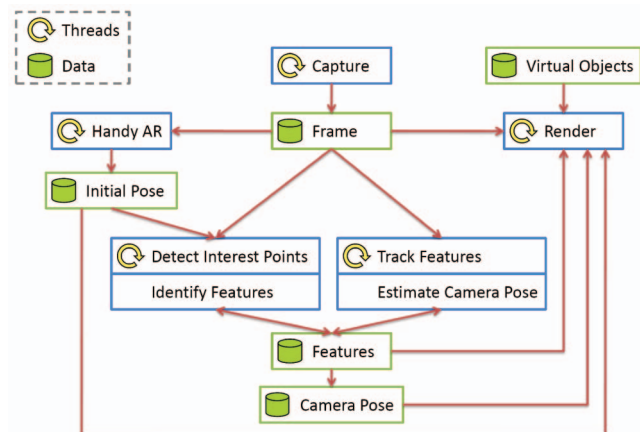 Threads
Data
Capture
Virtual Objects
Handy AR
Frame
Render
Initial Pose
Detect Interest Points
Identify Features
Track Features
Estimate Camera Pose
Features
Camera Pose